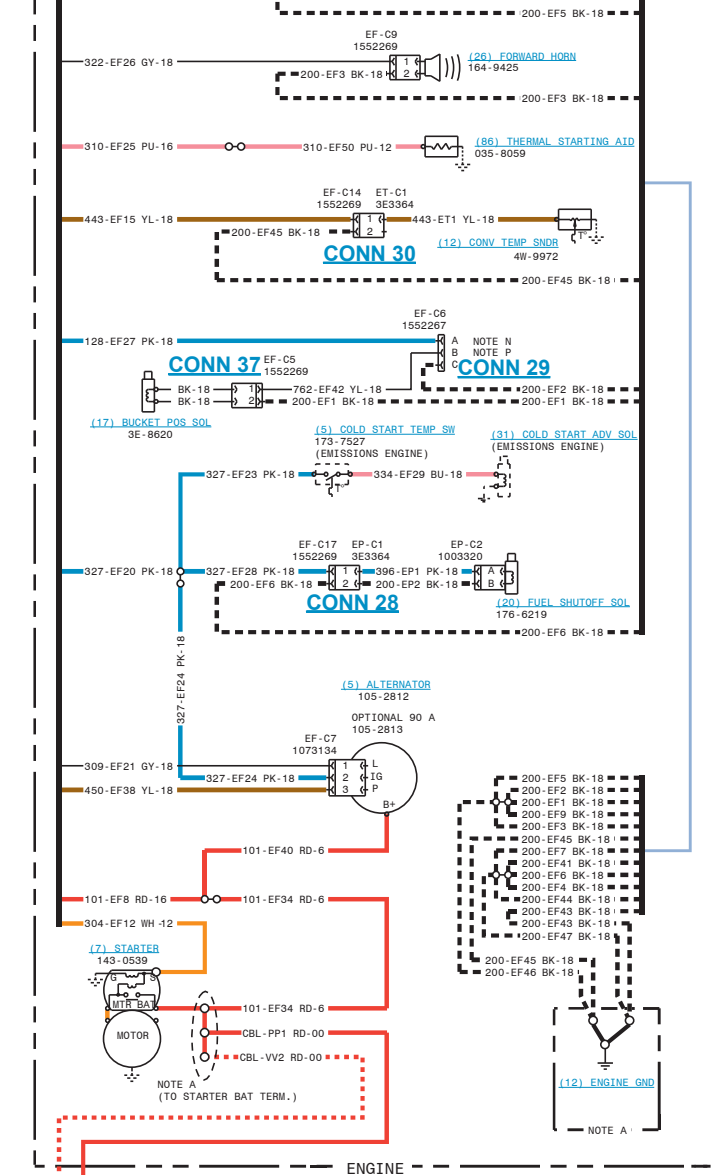 200-EF5 BK-18
EF-C9
1552269
322-EF26 GY-18
1
2
200-EF3 BK-18
(26) FORWARD HORN
164-9425
200-EF3 BK-18
310-EF25 PU-16
310-EF50 PU-12
(86) THERMAL STARTING AID
035-8059
EF-C14 ET-C1
1552269 3E3364
443-EF15 YL-18
1
443-ET1 YL-18
200-EF45 BK-18
2
T°
CONN 30
(12) CONV TEMP SNDR
4W-9972
200-EF45 BK-18
EF-C6
1552267
128-EF27 PK-18
A NOTE N
B NOTE P
C
CONN 29
CONN 37
EF-C5
1552269
BK-18
1
762-EF42 YL-18
200-EF2 BK-18
BK-18
2
200-EF1 BK-18
200-EF1 BK-18
(17) BUCKET POS SOL
3E-8620
(5) COLD START TEMP SW
173-7527
(EMISSIONS ENGINE)
(31) COLD START ADV SOL
(EMISSIONS ENGINE)
327-EF23 PK-18
T°
334-EF29 BU-18
EF-C17 EP-C1 EP-C2
1552269 3E3364 1003320
327-EF20 PK-18
327-EF28 PK-18
1
396-EP1 PK-18
A
200-EF6 BK-18
2
200-EP2 BK-18
B
CONN 28
(20) FUEL SHUTOFF SOL
176-6219
200-EF6 BK-18
327-EF24 PK-18
(5) ALTERNATOR
105-2812
OPTIONAL 90 A
105-2813
EF-C7
1073134
309-EF21 GY-18
1 L
327-EF24 PK-18
2 IG
450-EF38 YL-18
3 P
B+
200-EF5 BK-18
200-EF2 BK-18
200-EF1 BK-18
200-EF9 BK-18
200-EF3 BK-18
200-EF45 BK-18
200-EF7 BK-18
200-EF41 BK-18
200-EF6 BK-18
200-EF4 BK-18
200-EF44 BK-18
200-EF43 BK-18
200-EF43 BK-18
200-EF47 BK-18
200-EF45 BK-18
200-EF46 BK-18
101-EF40 RD-6
101-EF8 RD-16
101-EF34 RD-6
304-EF12 WH-12
(7) STARTER
143-0539
G S
MTR BAT
MOTOR
101-EF34 RD-6
CBL-PP1 RD-00
CBL-VV2 RD-00
NOTE A
(TO STARTER BAT TERM.)
(12) ENGINE GND
NOTE A
ENGINE